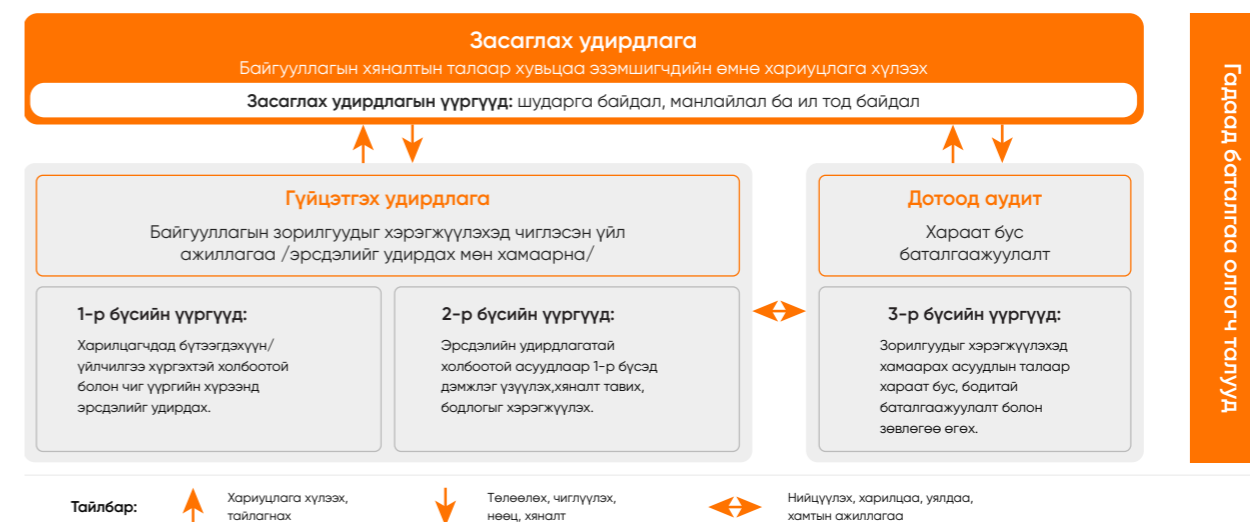 Засаглах удирдлага
Байгууллагын хяналтын талаар хувьцаа эзэмшигчдийн өмнө хариуцлага хүлээх
Засаглах удирдлагын үүргүүд: шударга байдал, манлайлал ба ил тод байдал
Гүйцэтгэх удирдлага
Байгууллагын зорилгуудыг хэрэгжүүлэхэд чиглэсэн үйл
ажиллагаа /эрсдэлийг удирдах мөн хамаарна/
1-р бүсийн үүргүүд:
Харилцагчдад бүтээгдэхүүн/
үйлчилгээ хүргэхтэй холбоотой
болон чиг үүргийн хүрээнд
эрсдэлийг удирдах.
2-р бүсийн үүргүүд:
Эрсдэлийн удирдлагатай
холбоотой асуудлаар 1-р бүсэд
дэмжлэг үзүүлэх,хяналт тавих,
бодлогыг хэрэгжүүлэх.
Дотоод аудит
Хараат бус
баталгаажуулалт
3-р бүсийн үүргүүд:
Зорилгуудыг хэрэгжүүлэхэд
хамаарах асуудлын талаар
хараат бус, бодитай
баталгаажуулалт болон
зөвлөгөө өгөх.
Гадаад баталгаа олгогч талууд
Тайлбар:
Хариуцлага хүлээх,
тайлагнах
Төлөөлөх, чиглүүлэх,
нөөц, хяналт
Нийцүүлэх, харилцаа, уялдаа,
хамтын ажиллагаа